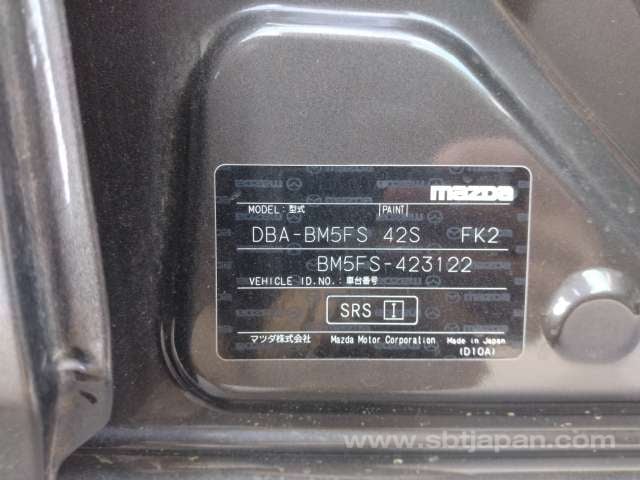 mazda
MODEL:型式 PAINT
DBA-BM5FS 42S FK2
BM5FS-423122
VEHICLE ID.NO.:車台番号
SRS I
マツダ株式会社 Mazda Motor Corporation Made in Japan
(D10A)
www.sbtjapan.com